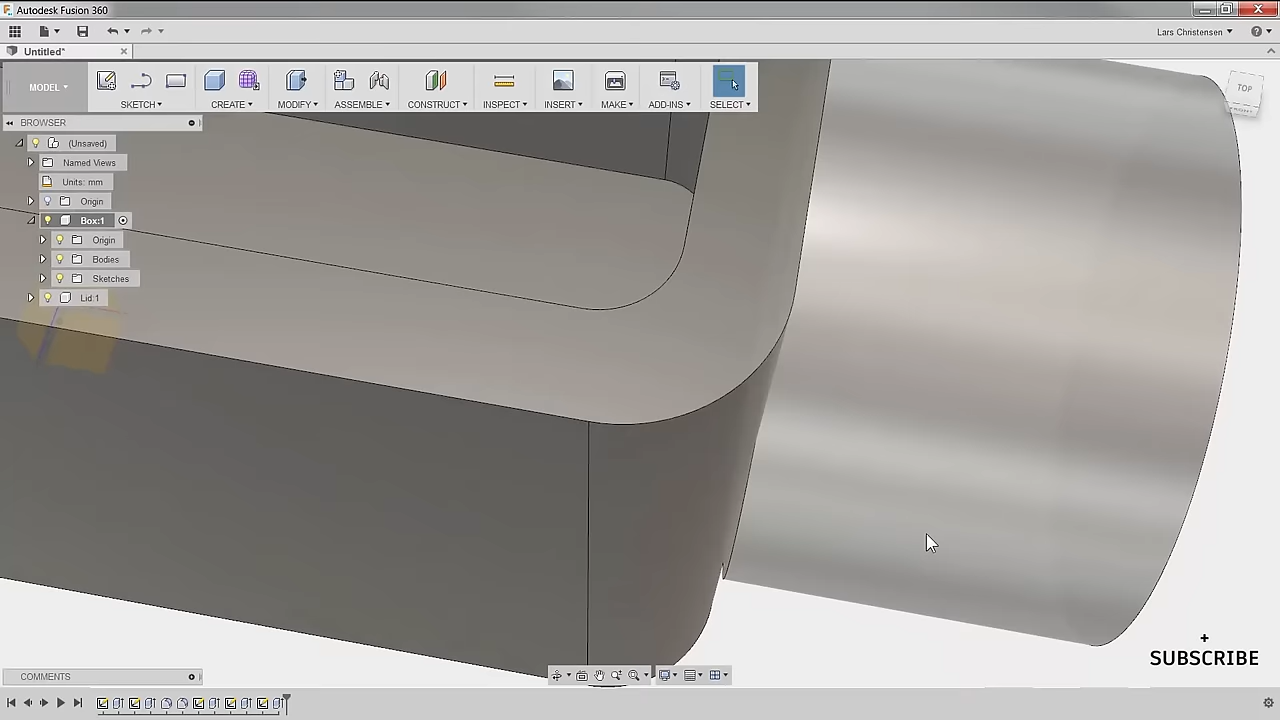 Autodesk Fusion 360
Lars Christensen
Untitled*
MODEL
SKETCH
CREATE
MODIFY
ASSEMBLE
CONSTRUCT
INSPECT
INSERT
MAKE
ADD-INS
SELECT
TOP
BROWSER
(Unsaved)
Named Views
Units: mm
Origin
Box:1
Origin
Bodies
Sketches
Lid:1
+
SUBSCRIBE
COMMENTS